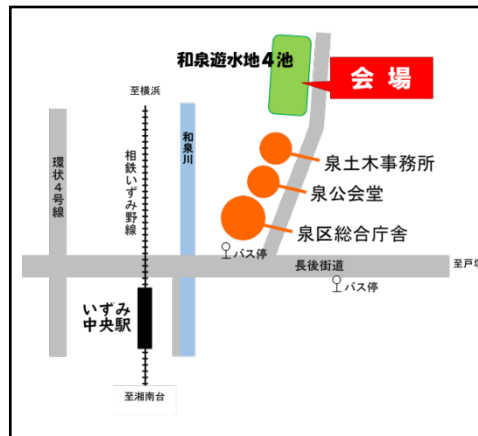 和泉遊水地4池
会場
至横浜
環状4号線
相鉄いずみ野線
和泉川
泉土木事務所
泉公会堂
泉区総合庁舎
バス停
長後街道
至戸塚
バス停
いずみ
中央駅
至湘南台